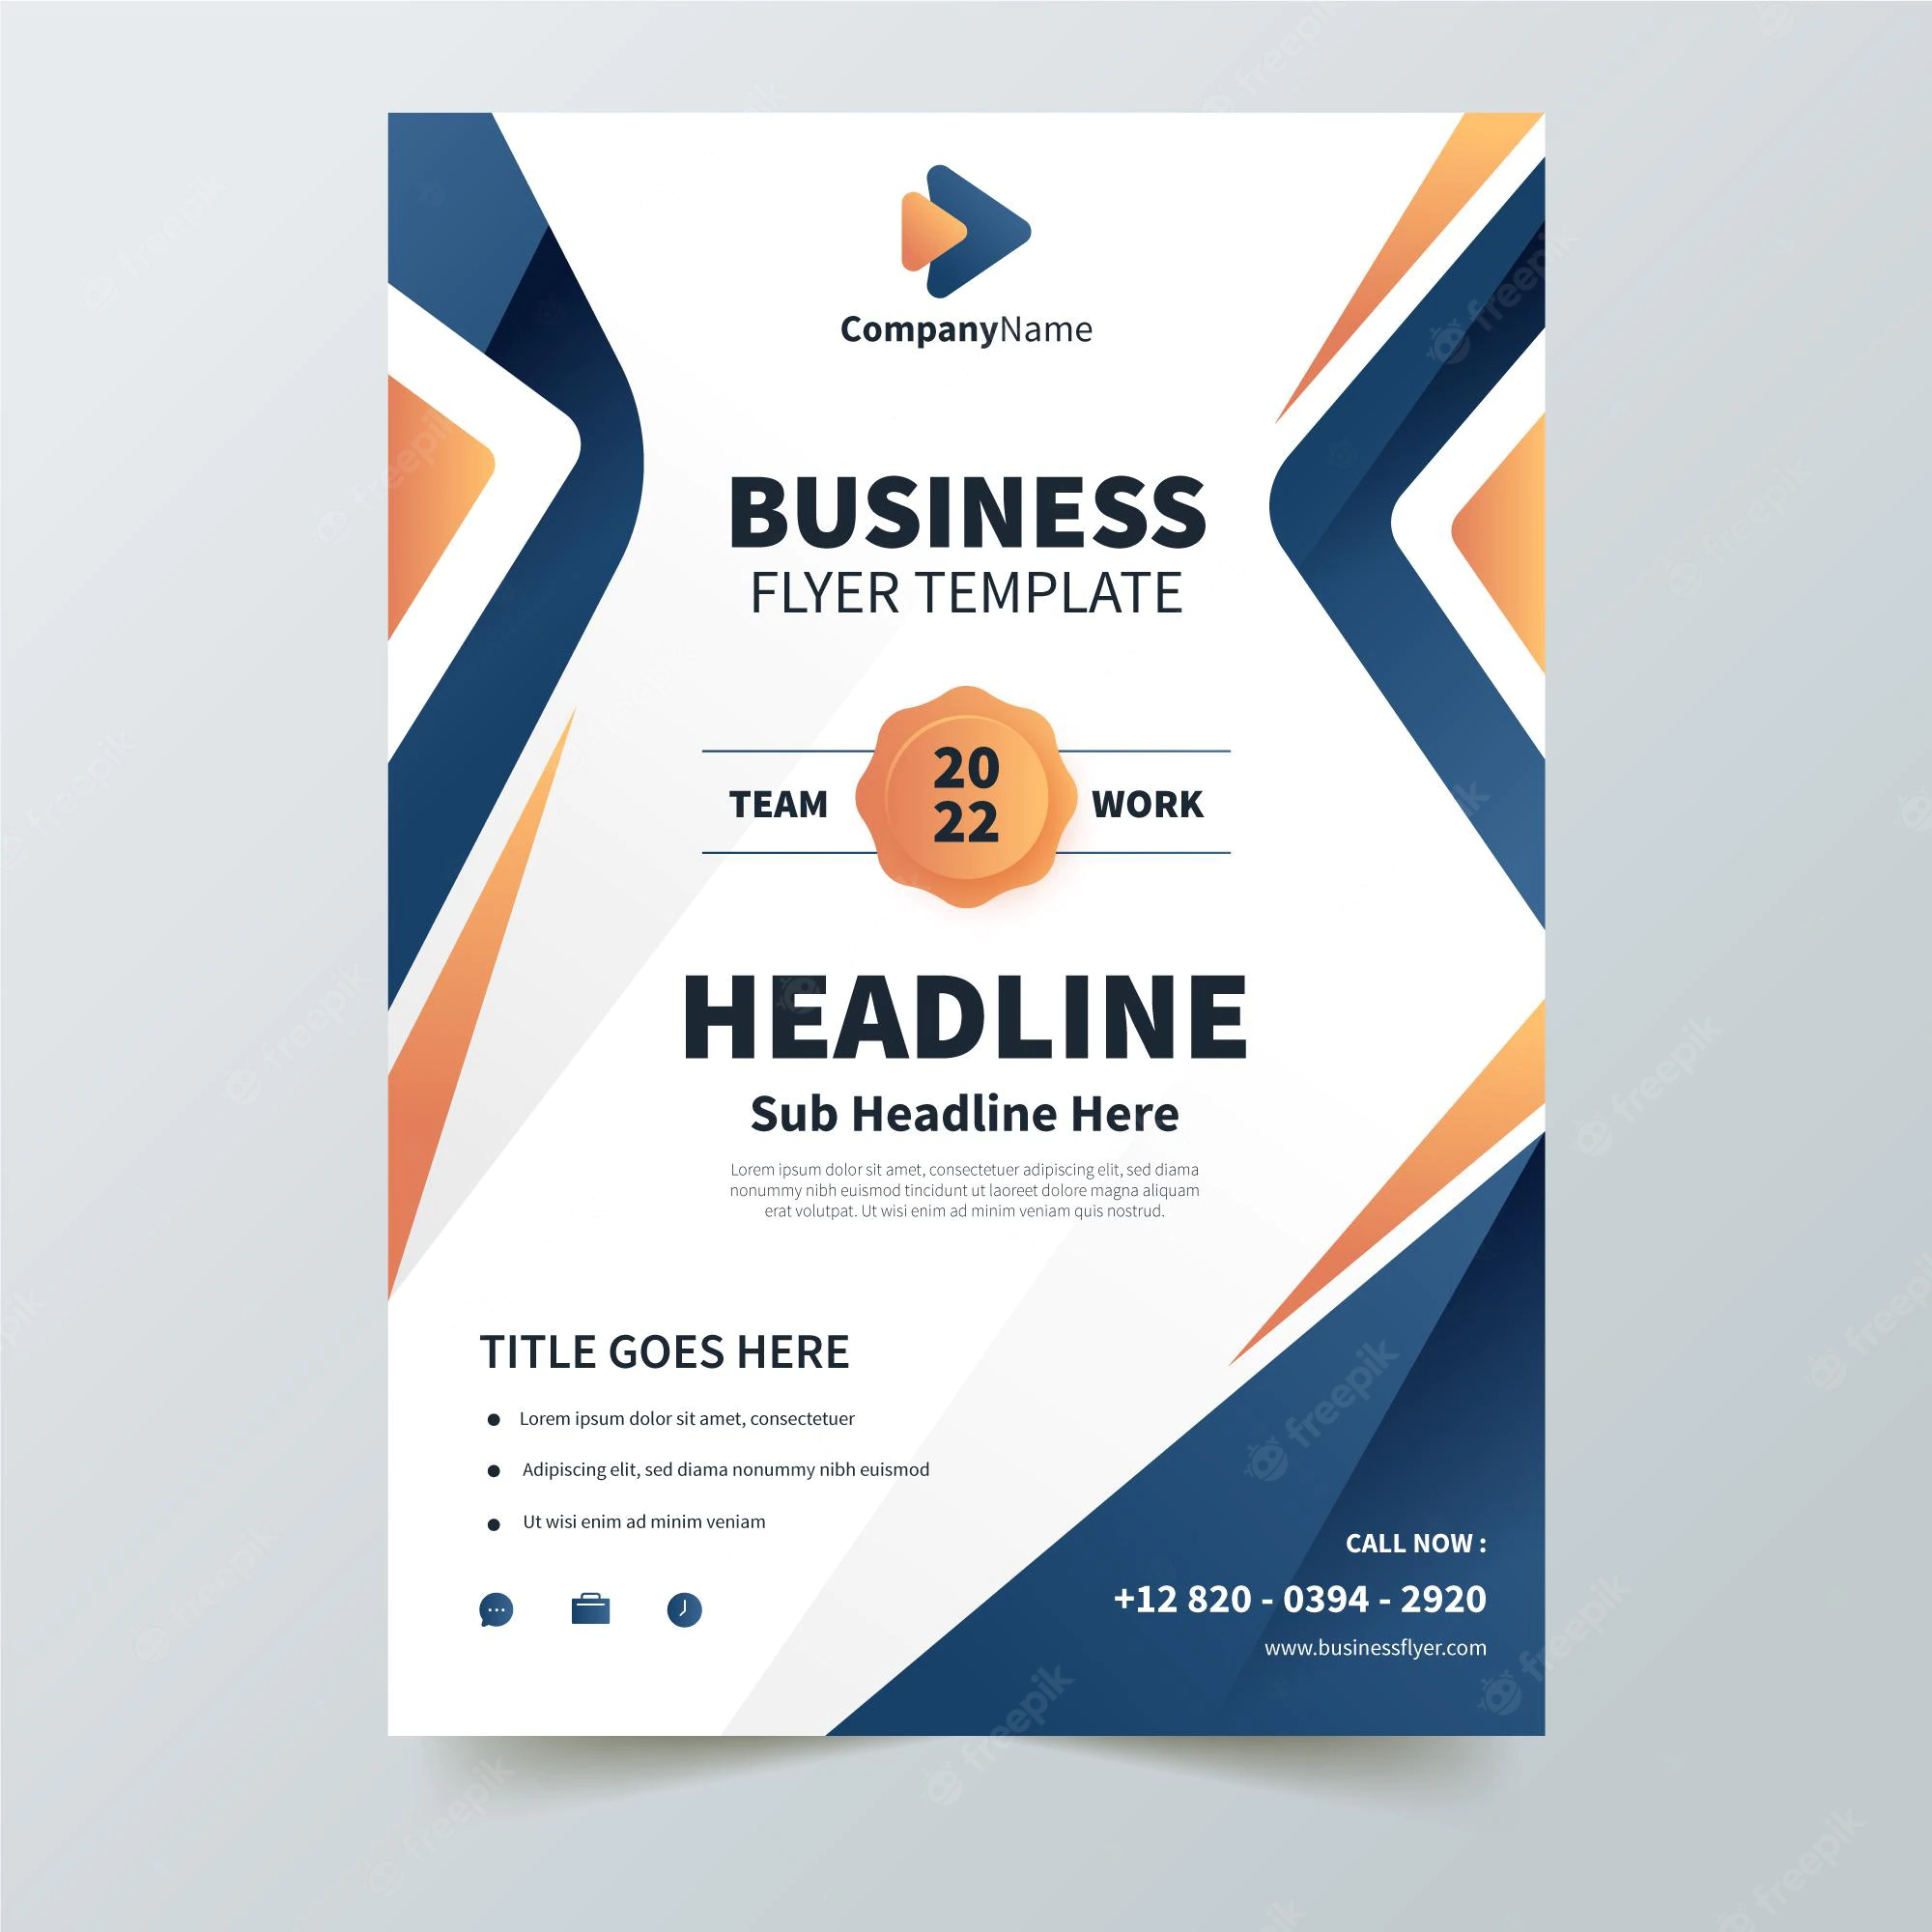 CompanyName
BUSINESS
FLYER TEMPLATE
TEAM
20
22
WORK
HEADLINE
Sub Headline Here
Lorem ipsum dolor sit amet, consectetuer adipiscing elit, sed diama
nonummy nibh euismod tincidunt ut laoreet dolore magna aliquam
erat volutpat. Ut wisi enim ad minim veniam quis nostrud.
TITLE GOES HERE
Lorem ipsum dolor sit amet, consectetuer
Adipiscing elit, sed diama nonummy nibh euismod
Ut wisi enim ad minim veniam
CALL NOW :
+12 820 - 0394 - 2920
www.businessflyer.com
freepik